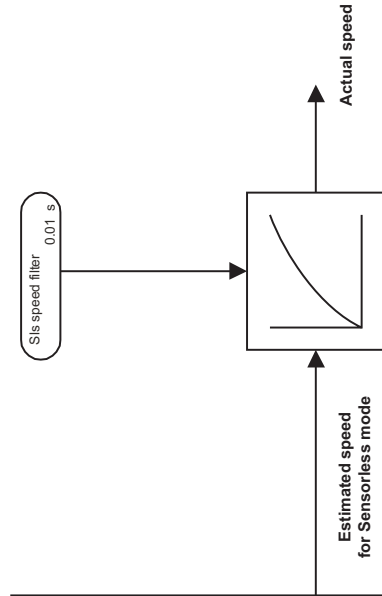 Sls speed filter
0.01 s
Estimated speed
for Sensorless mode
Actual speed